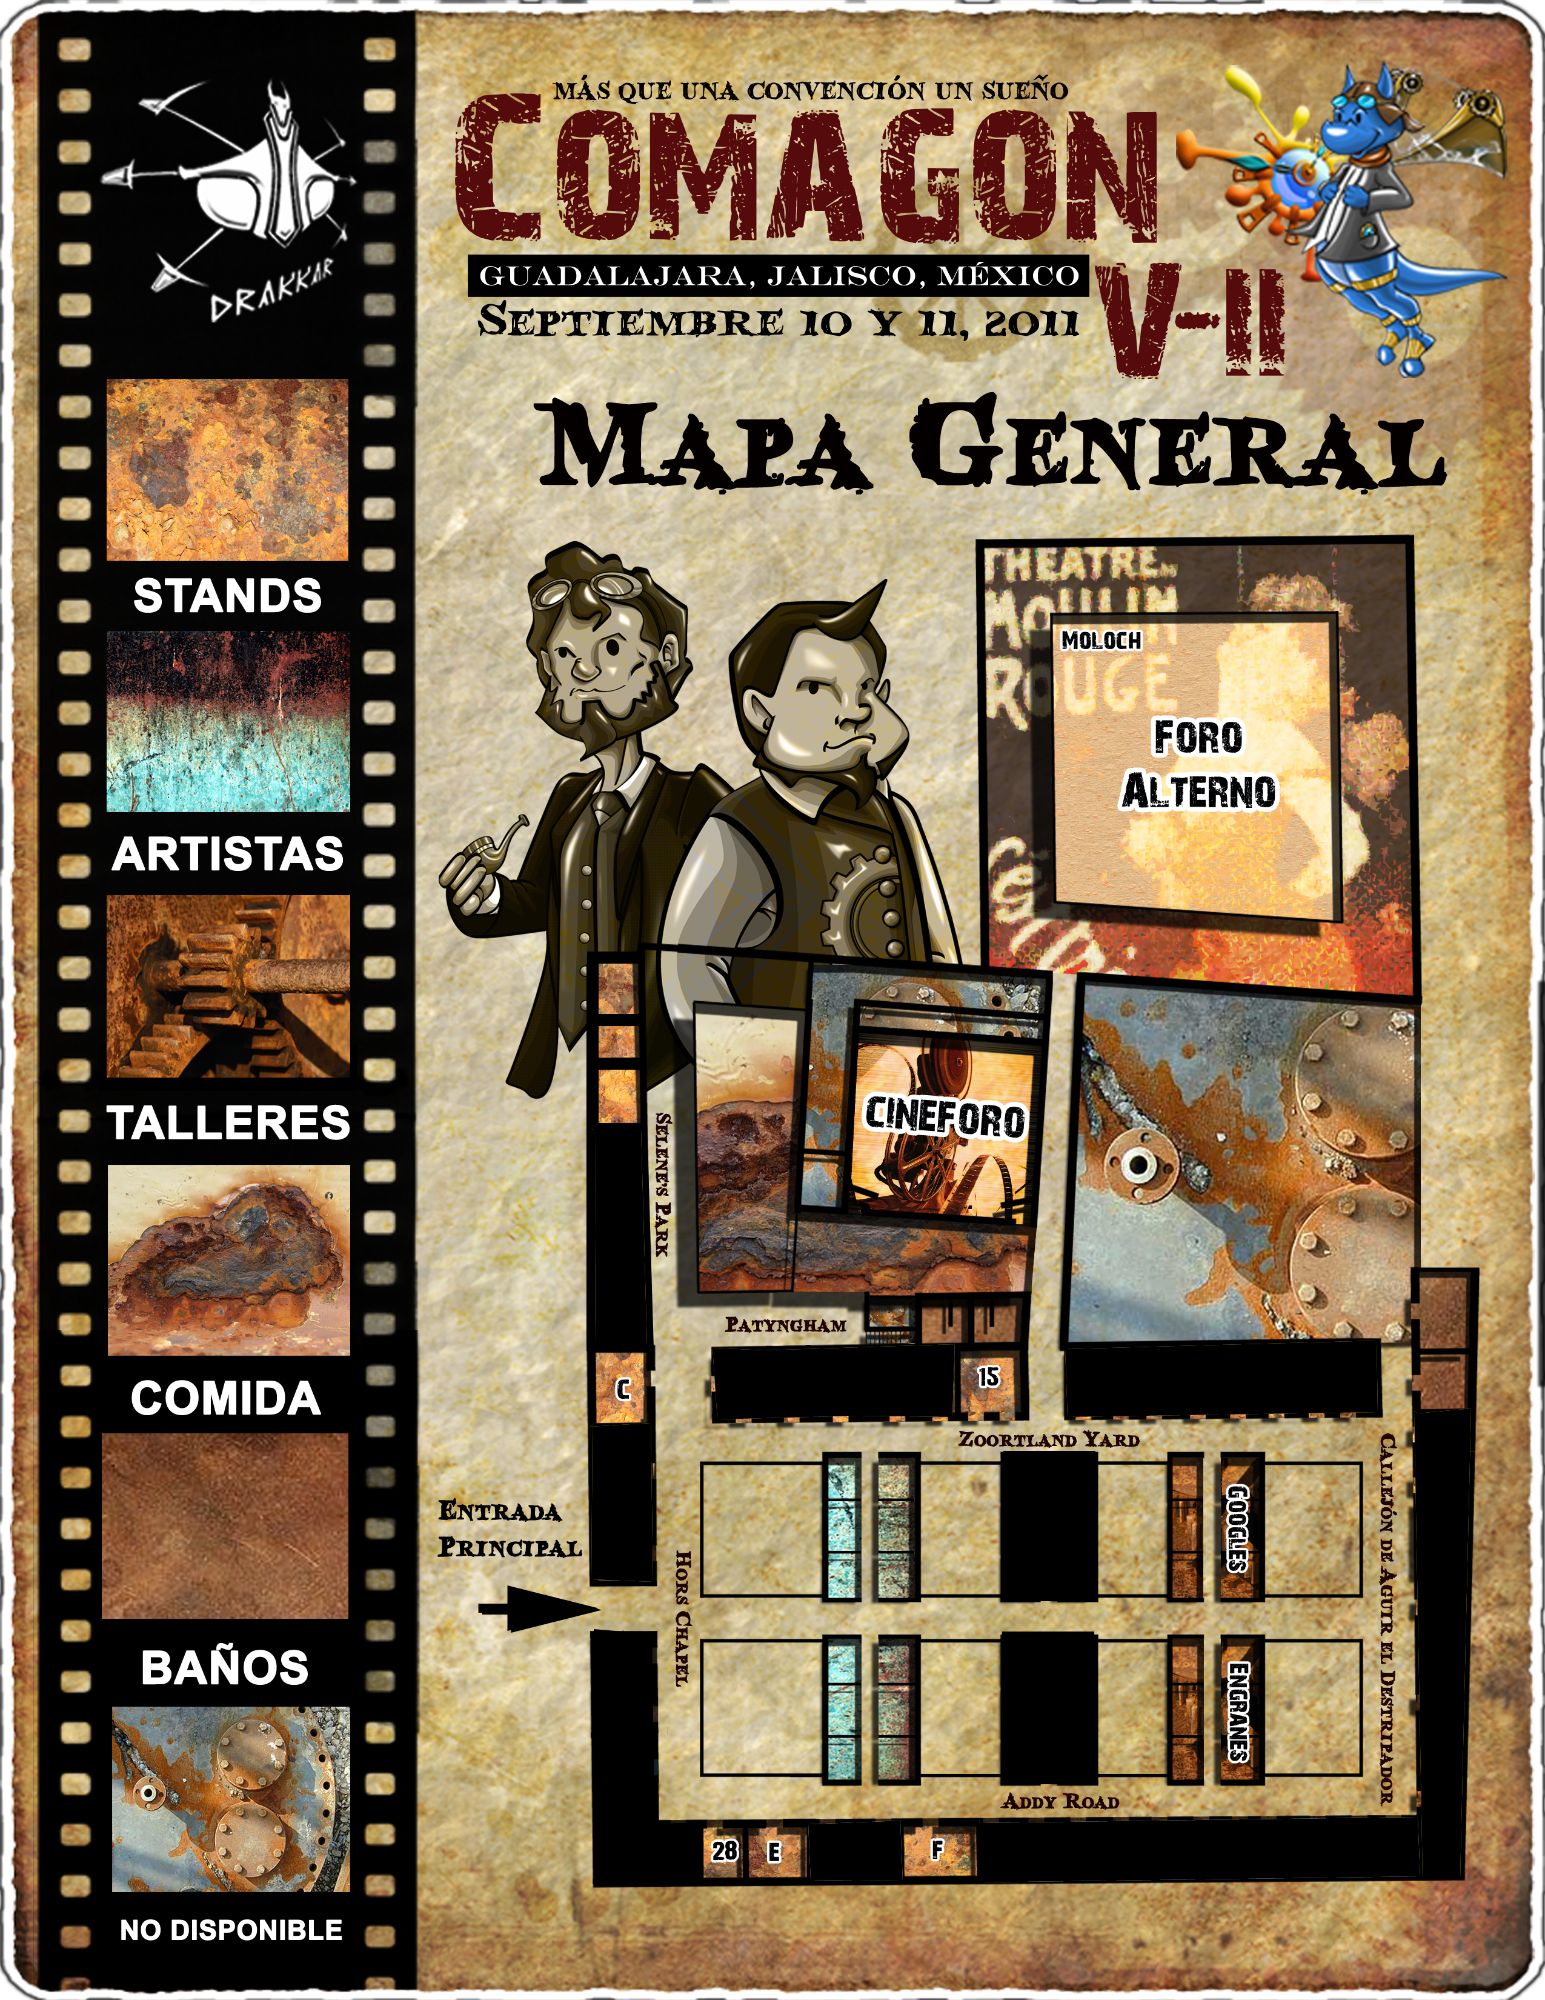 MÁS QUE UNA CONVENCIÓN UN SUEÑO
COMAGON
V-II
GUADALAJARA, JALISCO, MÉXICO
SEPTIEMBRE 10 Y 11, 2011
MAPA GENERAL
DRAKKAR
STANDS
ARTISTAS
TALLERES
COMIDA
BAÑOS
NO DISPONIBLE
THEATRE
MOULIN
ROUGE
MOLOCH
FORO
ALTERNO
CINEFORO
SELENE'S PARK
PATYNGHAM
C
15
ZOORTLAND YARD
ENTRADA
PRINCIPAL
HORS CHAPEL
GOOGLES
ENGRANES
CALLEJÓN DE AGUIR EL DESTRIPADOR
ADDY ROAD
28
E
F